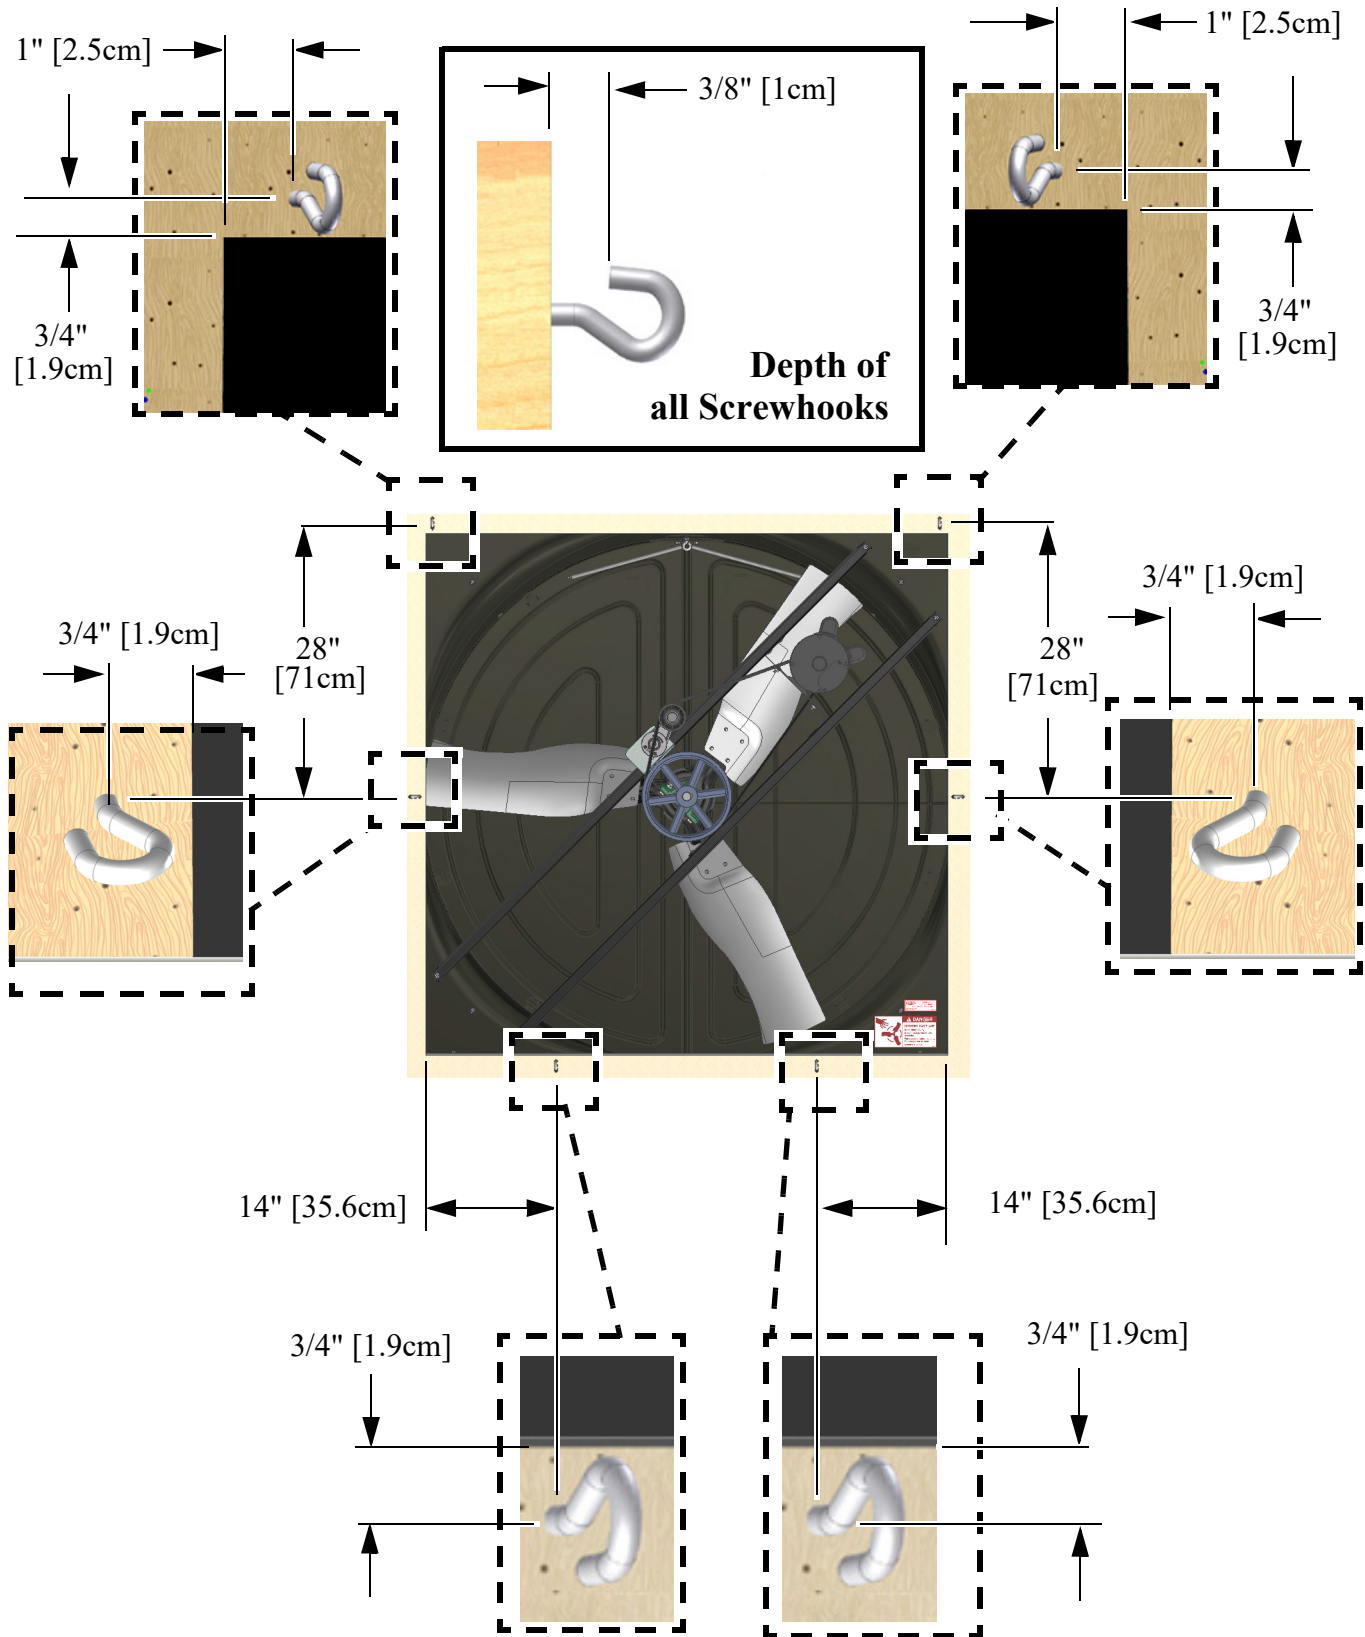 1" [2.5cm]
3/8" [1cm]
1" [2.5cm]
3/4"
[1.9cm]
Depth of
all Screwhooks
3/4"
[1.9cm]
28"
[71cm]
28"
[71cm]
3/4" [1.9cm]
3/4" [1.9cm]
DANGER
14" [35.6cm]
14" [35.6cm]
3/4" [1.9cm]
3/4" [1.9cm]